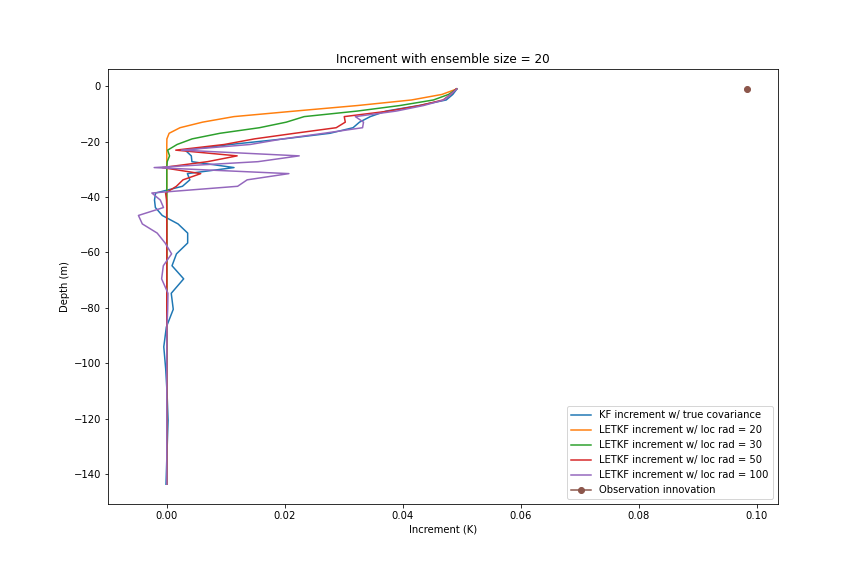 Increment with ensemble size = 20
0
−20
−40
−60
−80
−100
−120
−140
Depth (m)
0.00
0.02
0.04
0.06
0.08
0.10
Increment (K)
KF increment w/ true covariance
LETKF increment w/ loc rad = 20
LETKF increment w/ loc rad = 30
LETKF increment w/ loc rad = 50
LETKF increment w/ loc rad = 100
Observation innovation